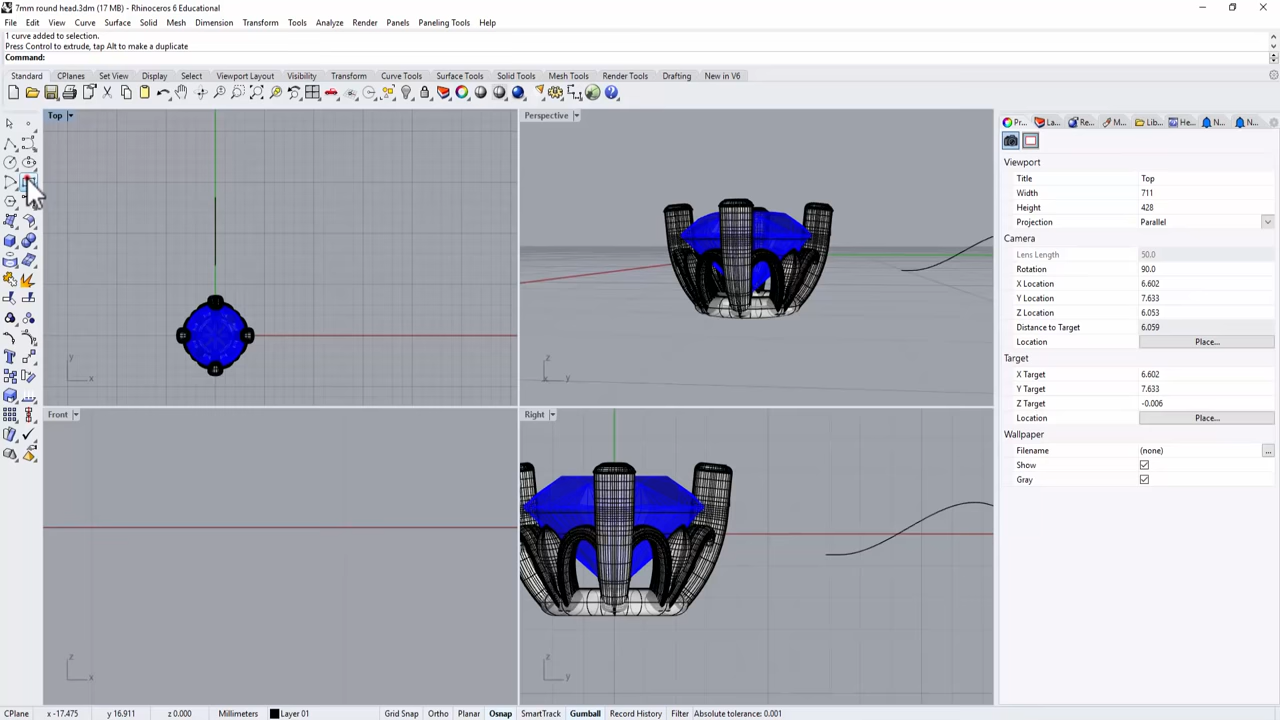 7mm round head.3dm (17 MB) - Rhinoceros 6 Educational
File Edit View Curve Surface Solid Mesh Dimension Transform Tools Analyze Render Panels Paneling Tools Help
1 curve added to selection.
Press Control to extrude, tap Alt to make a duplicate
Command:
Standard CPlanes Set View Display Select Viewport Layout Visibility Transform Curve Tools Surface Tools Solid Tools Mesh Tools Render Tools Drafting New in V6
Top
Perspective
Pr... La... Re... M... Lib... He... N... N...
Viewport
Title Top
Width 711
Height 428
Projection Parallel
Camera
Lens Length 50.0
Rotation 90.0
X Location 6.602
Y Location 7.633
Z Location 6.053
Distance to Target 6.059
Location Place...
Target
X Target 6.602
Y Target 7.633
Z Target -0.006
Location Place...
Wallpaper
Filename (none) ...
Show
Gray
y x
z x y
Front
Right
z x
z y
CPlane x -17.475 y 16.911 z 0.000 Millimeters Layer 01 Grid Snap Ortho Planar Osnap SmartTrack Gumball Record History Filter Absolute tolerance: 0.001